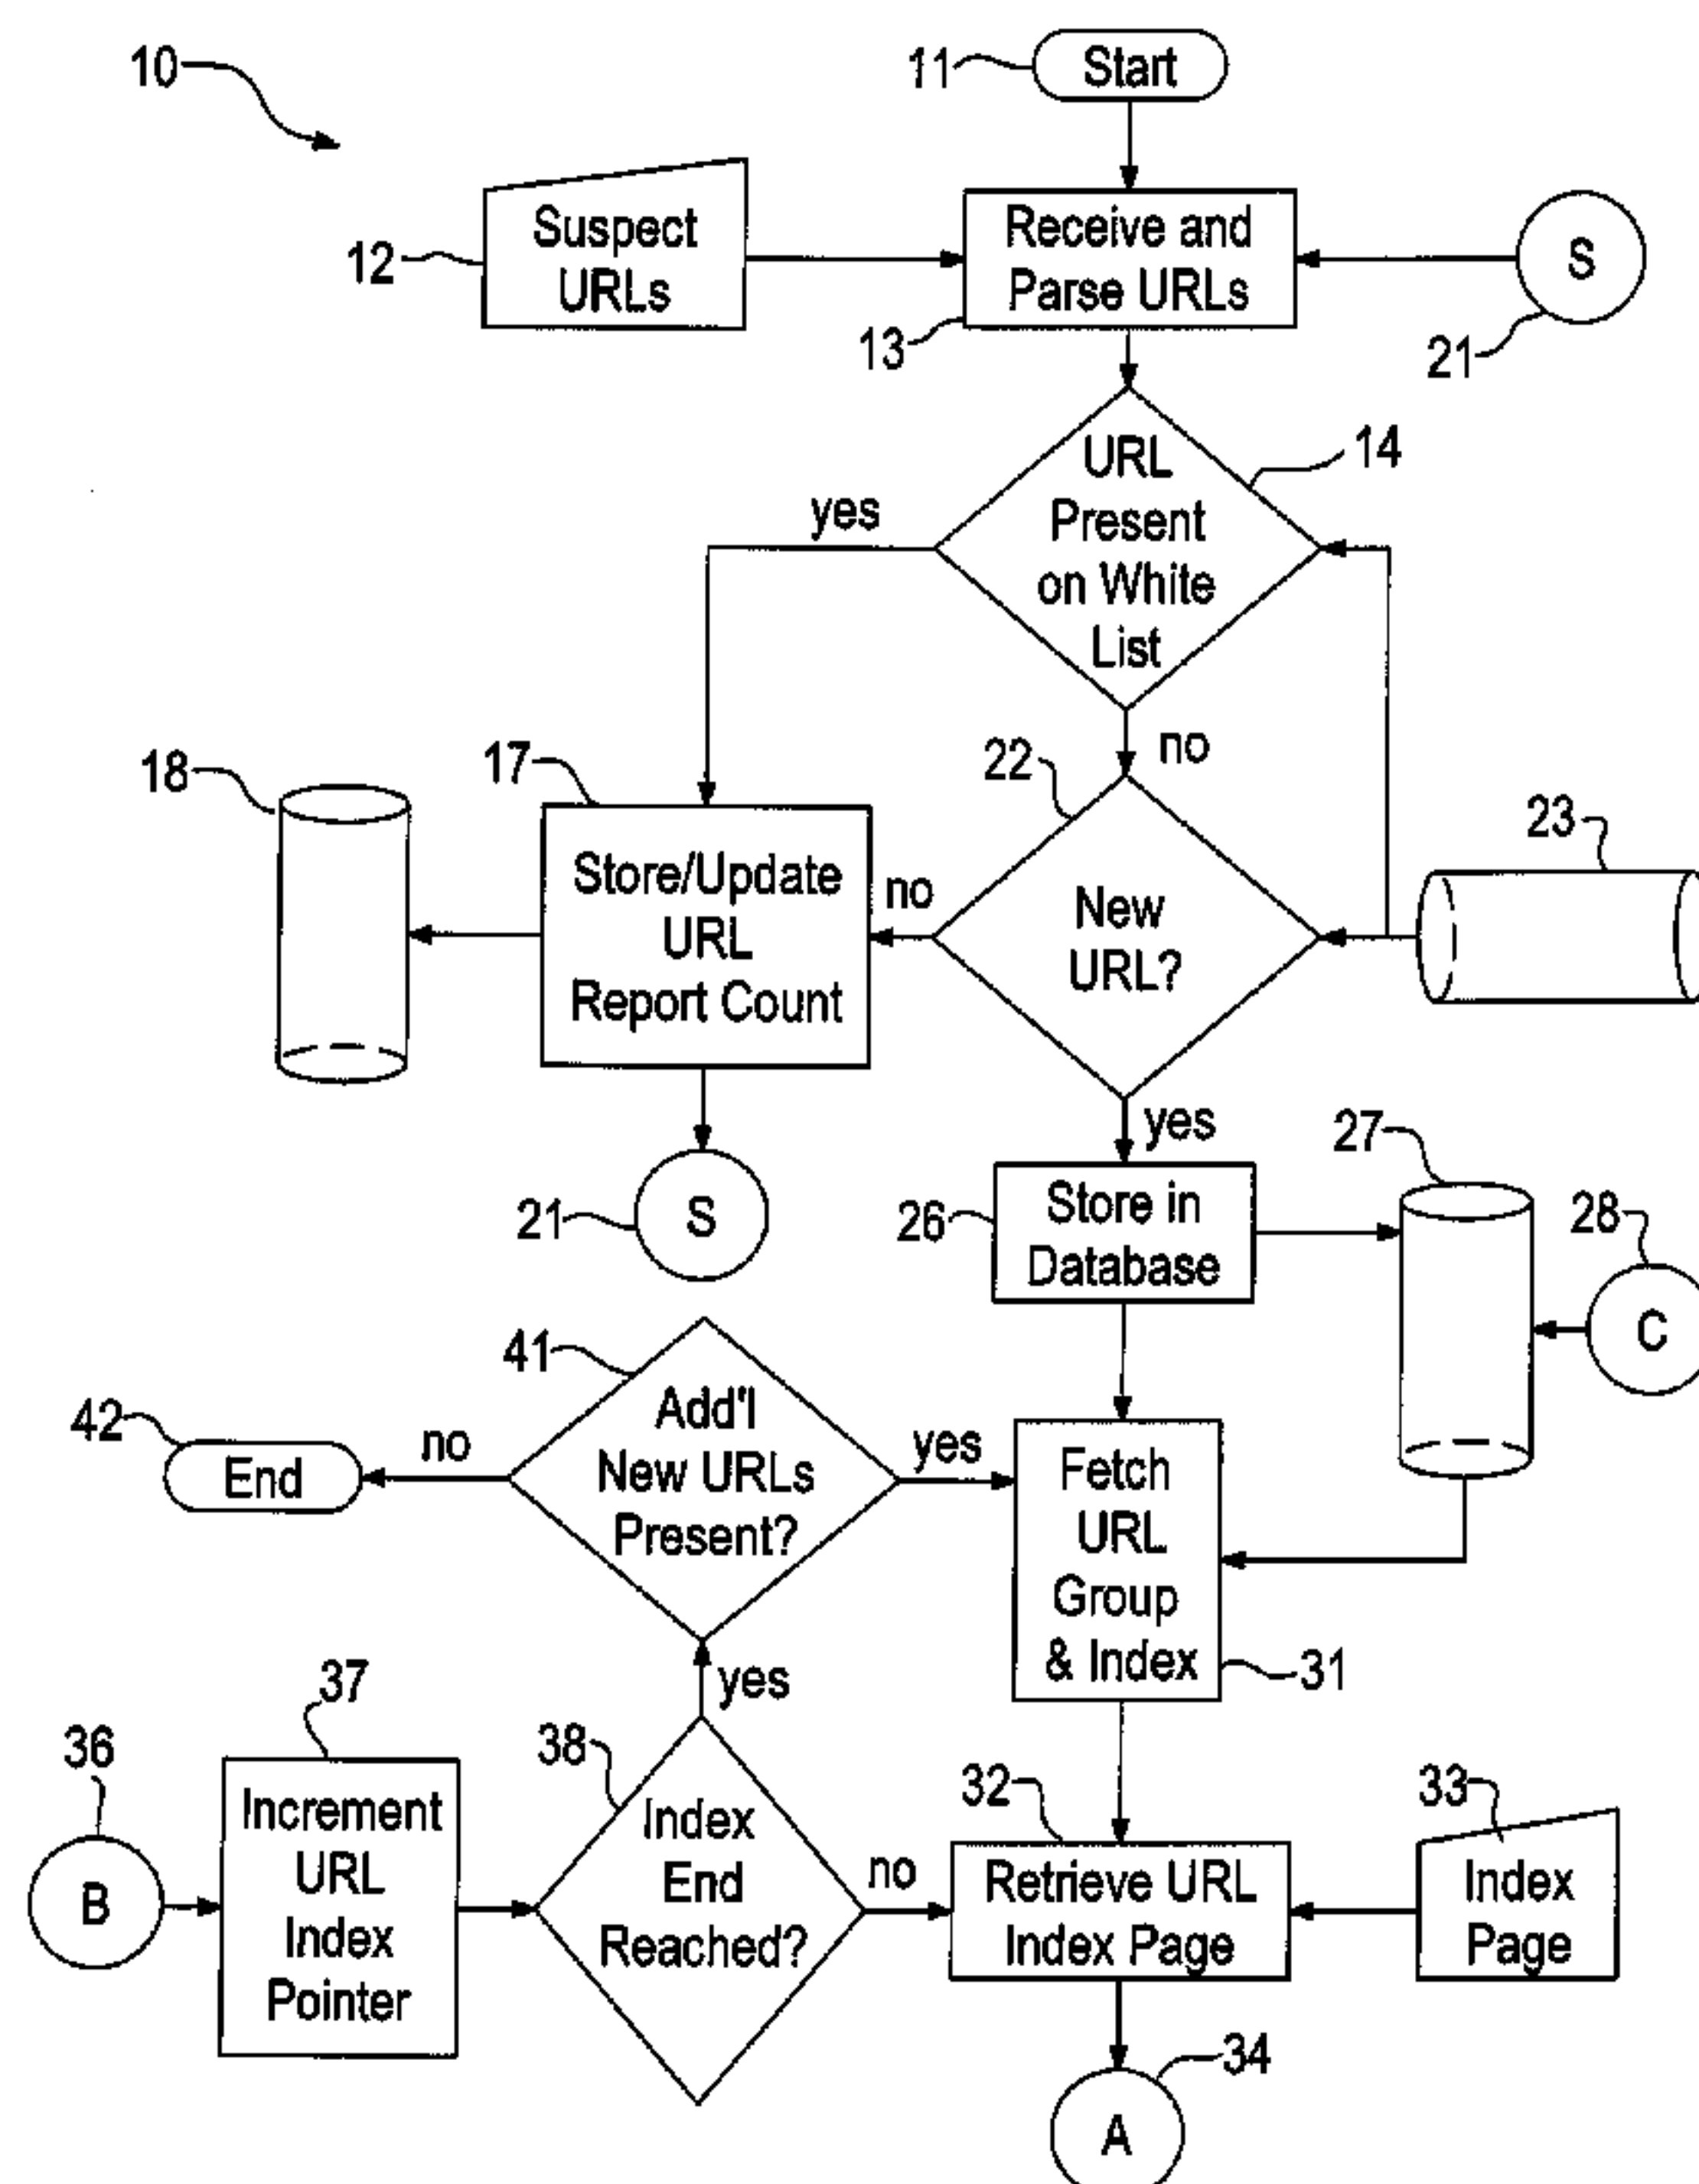 10
11
Start
12
Suspect
URLs
Receive and
Parse URLs
13
S
21
URL
Present
on White
List
14
yes
no
18
17
Store/Update
URL
Report Count
no
22
New
URL?
23
yes
21
S
26
Store in
Database
27
28
C
41
Add'l
New URLs
Present?
42
End
no
yes
Fetch
URL
Group
& Index
31
yes
36
B
37
Increment
URL
Index
Pointer
38
Index
End
Reached?
no
32
Retrieve URL
Index Page
33
Index
Page
34
A